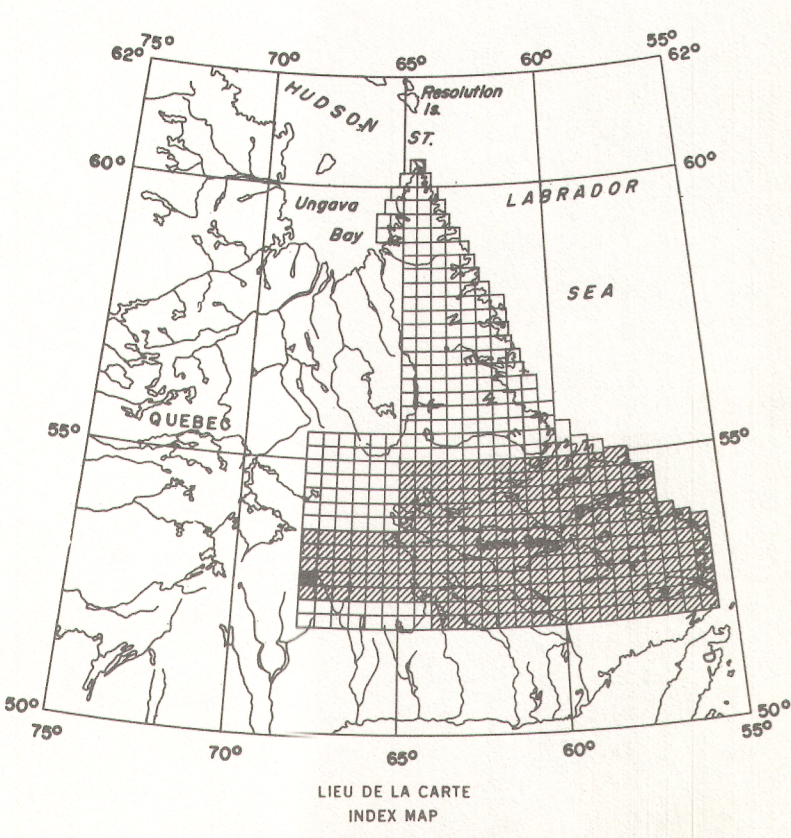 75° 70° 65° 60° 55°
62° 62°
HUDSON
Resolution
Is.
ST.
60° 60°
LABRADOR
Ungava
Bay
SEA
QUEBEC
55° 55°
50° 50°
75° 70° 65° 60° 55°
LIEU DE LA CARTE
INDEX MAP